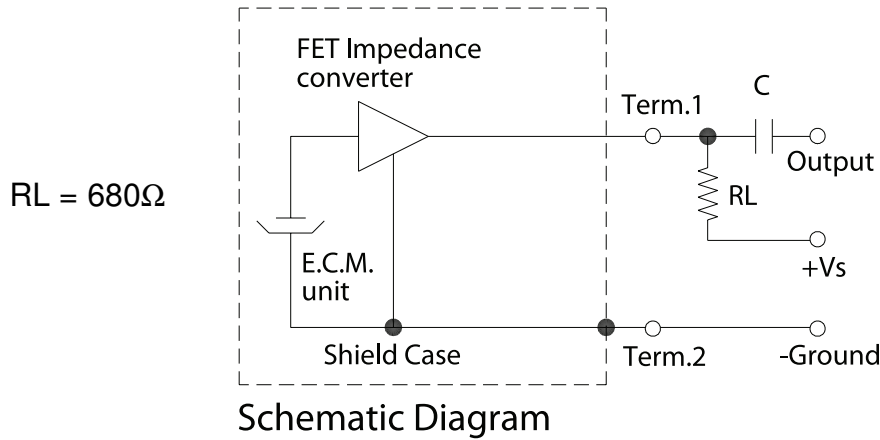 FET Impedance
converter
Term.1
C
Output
RL = 680Ω
RL
E.C.M.
unit
+Vs
Shield Case
Term.2
-Ground
Schematic Diagram